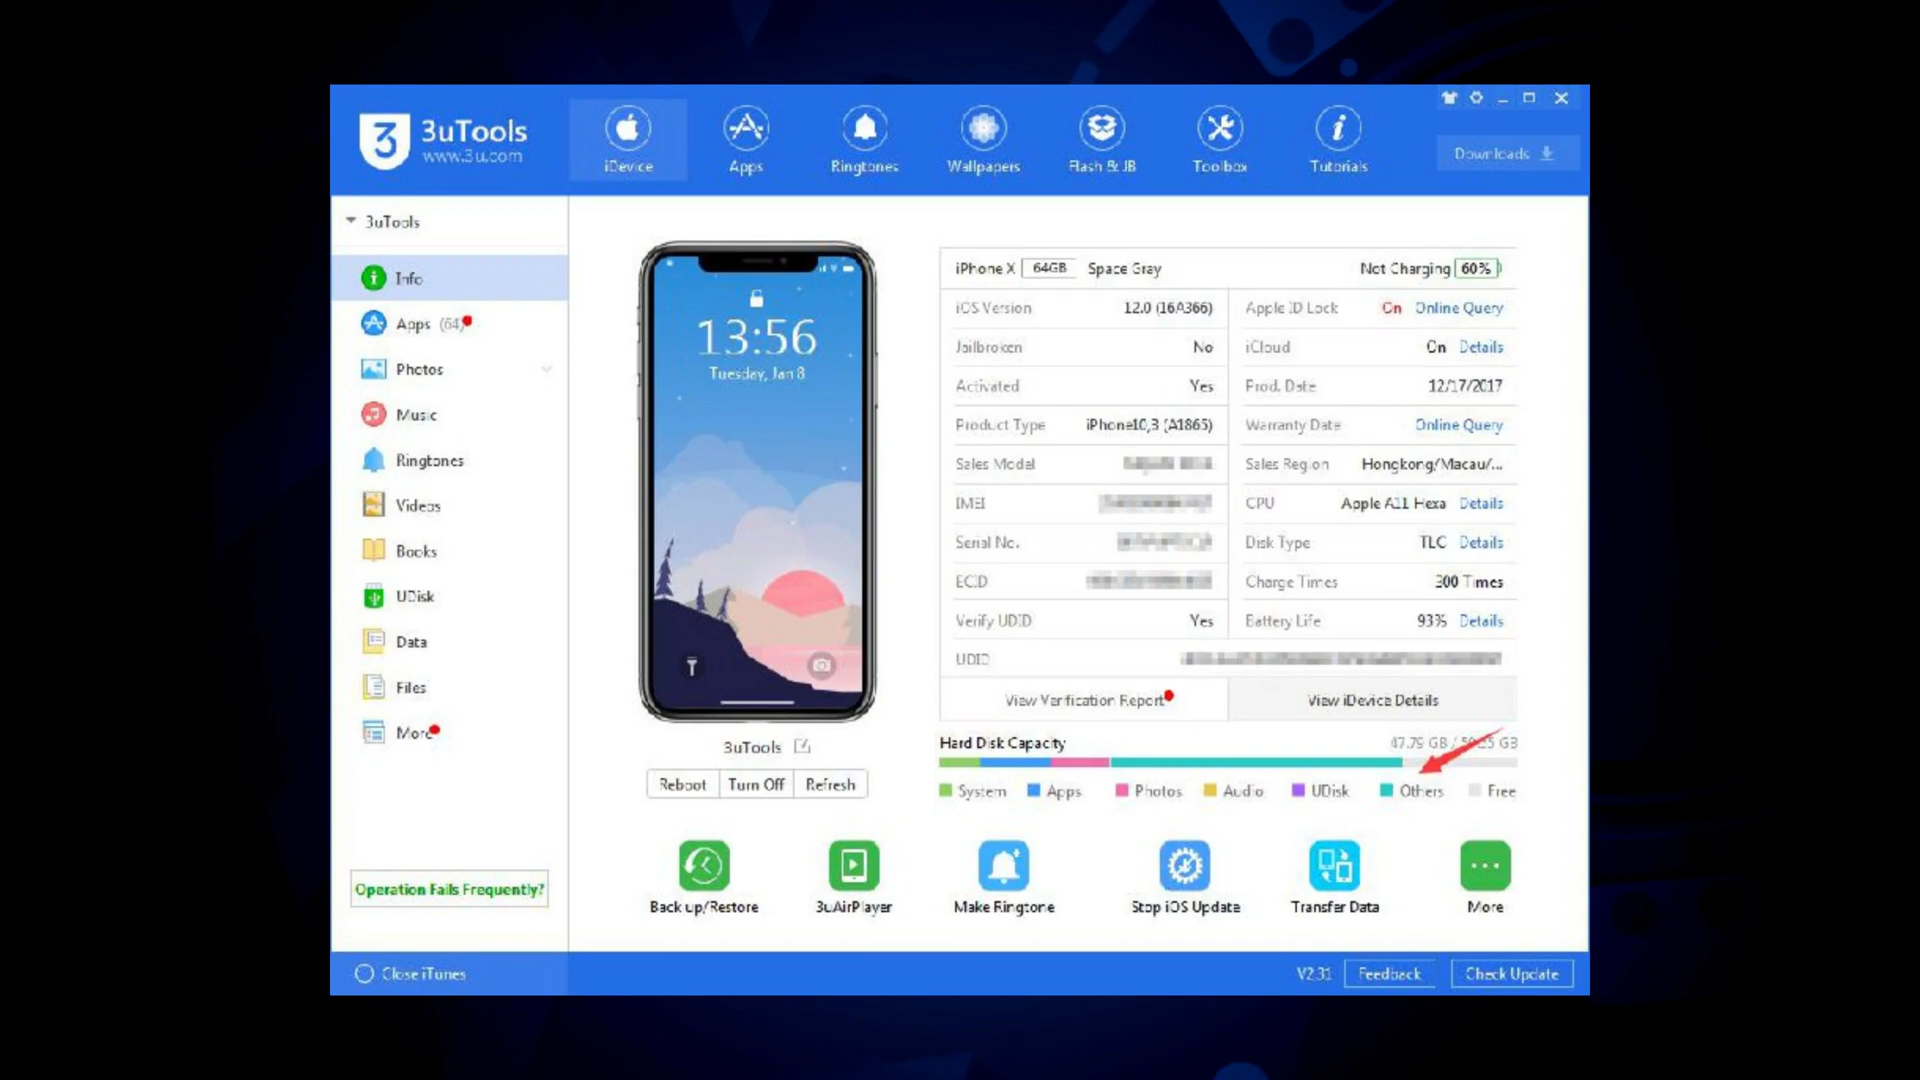 3uTools
www.3u.com
iDevice
Apps
Ringtones
Wallpapers
Flash & JB
Toolbox
Tutorials
Downloads
3uTools
Info
Apps (64)
Photos
Music
Ringtones
Videos
Books
UDisk
Data
Files
More
Operation Fails Frequently?
13:56
Tuesday, Jan 8
3uTools
Reboot Turn Off Refresh
iPhone X 64GB Space Gray Not Charging 60%
iOS Version 12.0 (16A366) Apple ID Lock On Online Query
Jailbroken No iCloud On Details
Activated Yes Prod. Date 12/17/2017
Product Type iPhone10,3 (A1865) Warranty Date Online Query
Sales Model Sales Region Hongkong/Macau/...
IMEI CPU Apple A11 Hexa Details
Serial No. Disk Type TLC Details
ECID Charge Times 300 Times
Verify UDID Yes Battery Life 93% Details
UDID
View Verification Report View iDevice Details
Hard Disk Capacity 47.79 GB / GB
System Apps Photos Audio UDisk Others Free
Back up/Restore
3uAirPlayer
Make Ringtone
Stop iOS Update
Transfer Data
More
Close iTunes
V2.31 Feedback Check Update